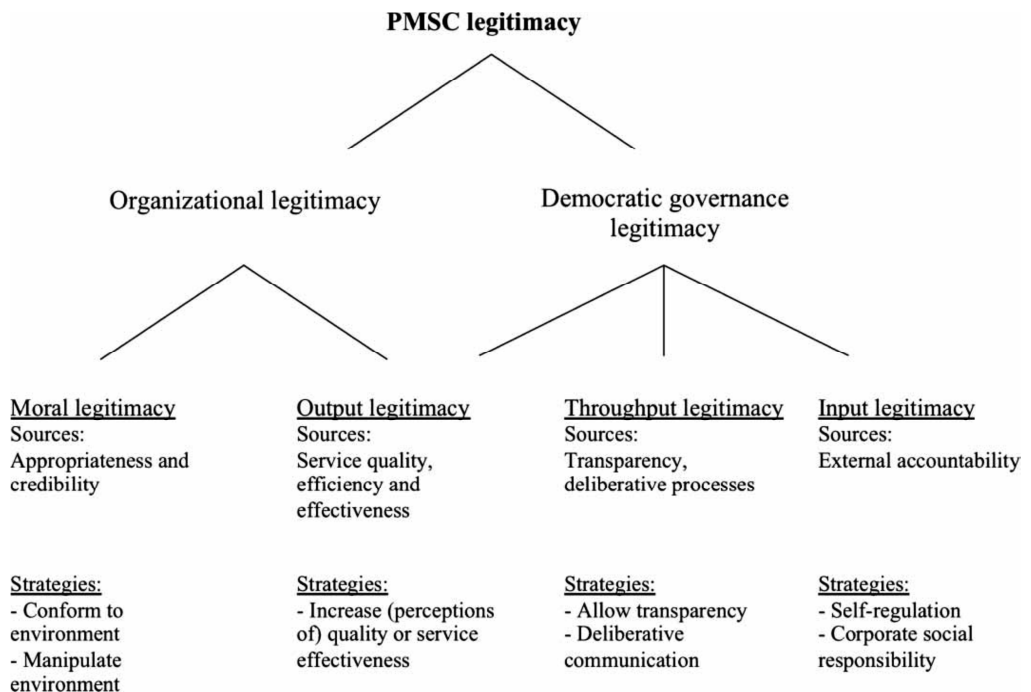 PMSC legitimacy
Organizational legitimacy
Democratic governance
legitimacy
Moral legitimacy
Sources:
Appropriateness and
credibility
Output legitimacy
Sources:
Service quality,
efficiency and
effectiveness
Throughput legitimacy
Sources:
Transparency,
deliberative processes
Input legitimacy
Sources:
External accountability
Strategies:
- Conform to
environment
- Manipulate
environment
Strategies:
- Increase (perceptions
of) quality or service
effectiveness
Strategies:
- Allow transparency
- Deliberative
communication
Strategies:
- Self-regulation
- Corporate social
responsibility